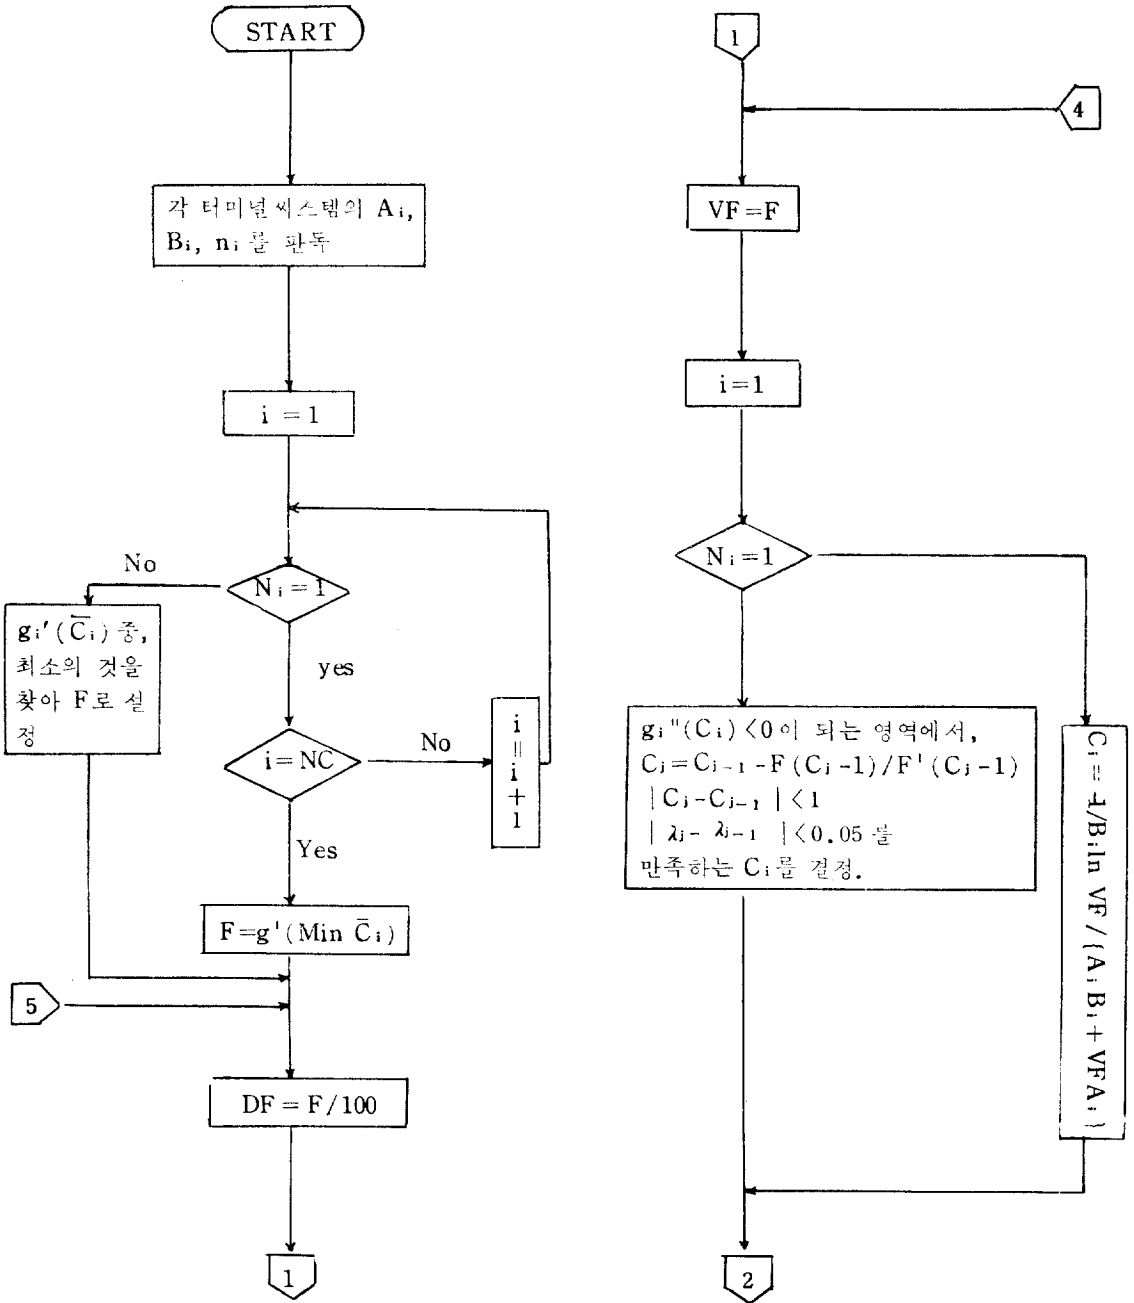 START
각 터미널씨스템의 Ai,
Bi, ni를 판독
i = 1
Ni=1
No
yes
gi′(C̅i) 중,
최소의 것을
찾아 F로 설
정
i=NC
No
i=i+1
Yes
F=g'(Min C̅i)
5
DF = F/100
1
1
4
VF=F
i=1
Ni=1
gi"(Ci)<0이 되는 영역에서,
Cj=Cj-1-F(Cj-1)/F'(Cj-1)
|Cj-Cj-1|<1
|λj-λj-1|<0.05를
만족하는 Ci를 결정.
Ci=-1/Biln VF/{AiBi+VFAi}
2